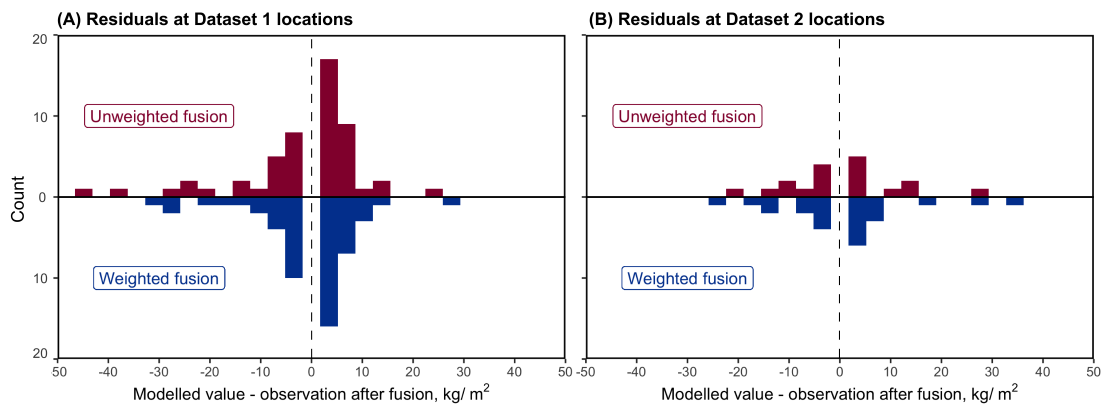 (A) Residuals at Dataset 1 locations
(B) Residuals at Dataset 2 locations
20
10
0
10
20
Count
Unweighted fusion
Weighted fusion
Unweighted fusion
Weighted fusion
50 -40 -30 -20 -10 0 10 20 30 40 50
-50 -40 -30 -20 -10 0 10 20 30 40 50
Modelled value - observation after fusion, kg/ m²
Modelled value - observation after fusion, kg/ m²